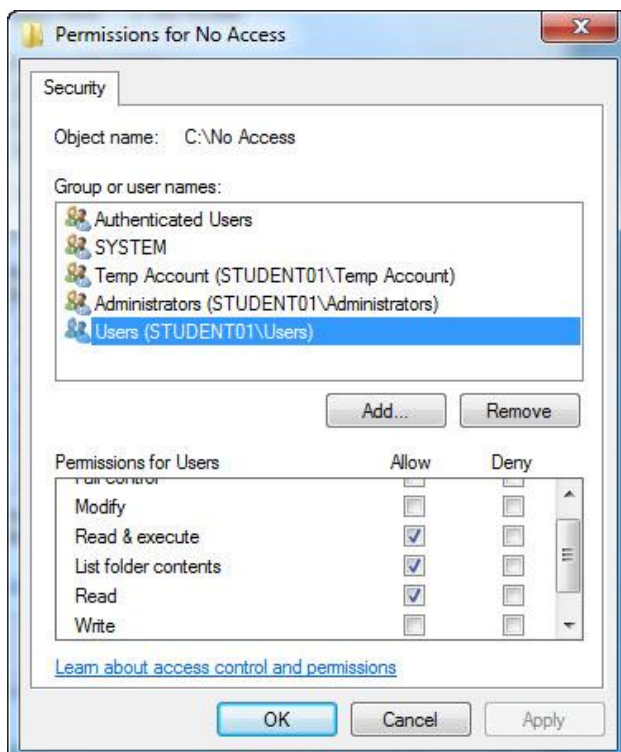 Permissions for No Access
Security
Object name: C:\No Access
Group or user names:
Authenticated Users
SYSTEM
Temp Account (STUDENT01\Temp Account)
Administrators (STUDENT01\Administrators)
Users (STUDENT01\Users)
Add... Remove
Permissions for Users Allow Deny
Full control
Modify
Read & execute
List folder contents
Read
Write
Learn about access control and permissions
OK Cancel Apply